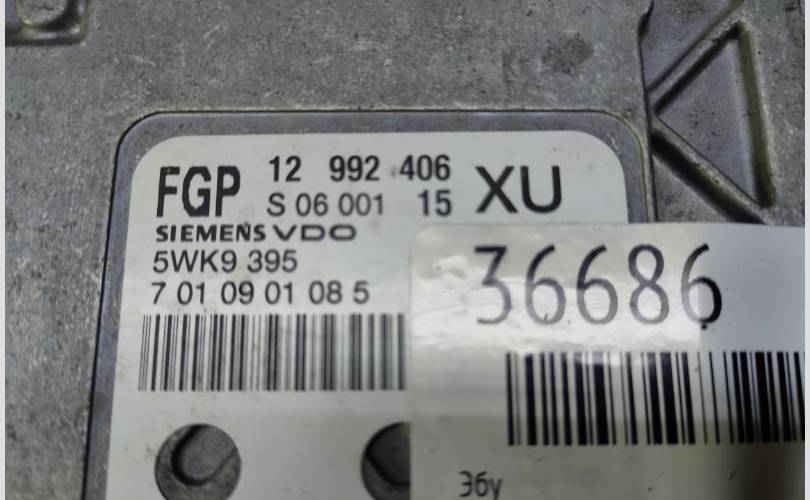 FGP 12 992 406 XU
S 06 001 15
SIEMENS VDO
5WK9 395
7 01 09 01 08 5
36686
Эбу